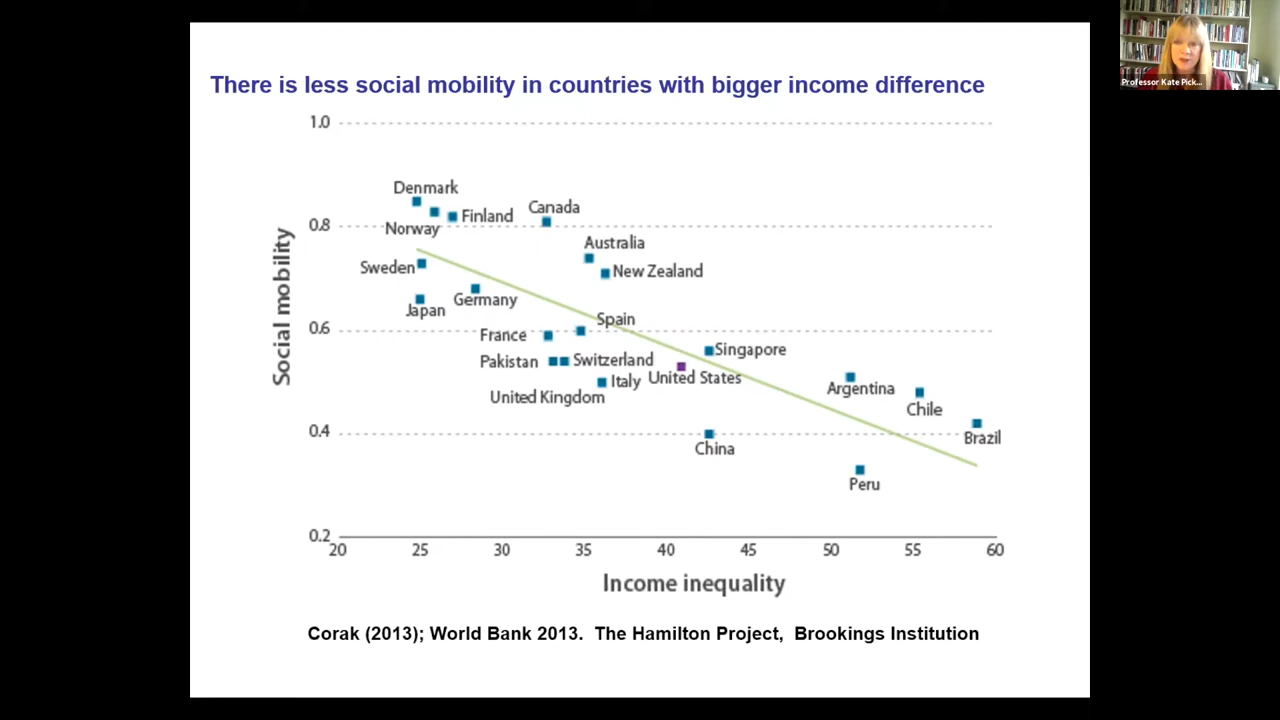 Professor Kate Pick...
There is less social mobility in countries with bigger income difference
1.0
Denmark
Canada
Finland
0.8
Norway
Australia
Sweden
New Zealand
Germany
Japan
Spain
0.6
France
Singapore
Pakistan
Switzerland
United States
Italy
Argentina
United Kingdom
Chile
0.4
Brazil
China
Peru
0.2
20 25 30 35 40 45 50 55 60
Social mobility
Income inequality
Corak (2013); World Bank 2013. The Hamilton Project, Brookings Institution